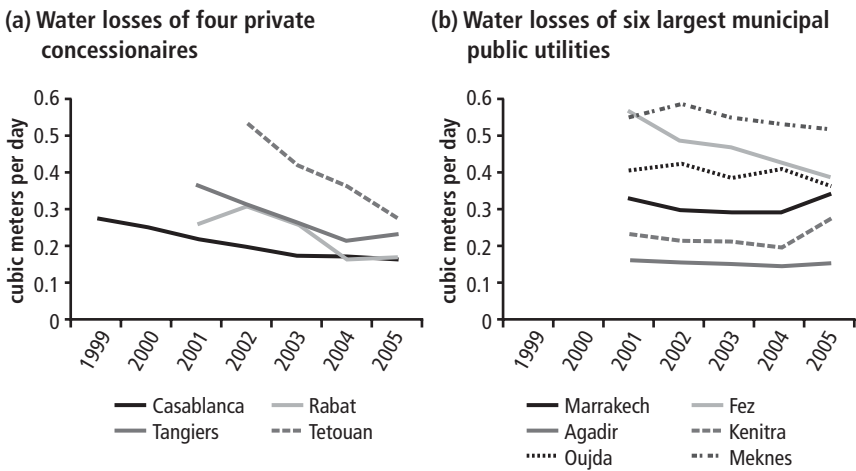 (a) Water losses of four private
concessionaires
cubic meters per day
0.6
0.5
0.4
0.3
0.2
0.1
0
1999
2000
2001
2002
2003
2004
2005
Casablanca
Rabat
Tangiers
Tetouan
(b) Water losses of six largest municipal
public utilities
cubic meters per day
0.6
0.5
0.4
0.3
0.2
0.1
0
1999
2000
2001
2002
2003
2004
2005
Marrakech
Fez
Agadir
Kenitra
Oujda
Meknes